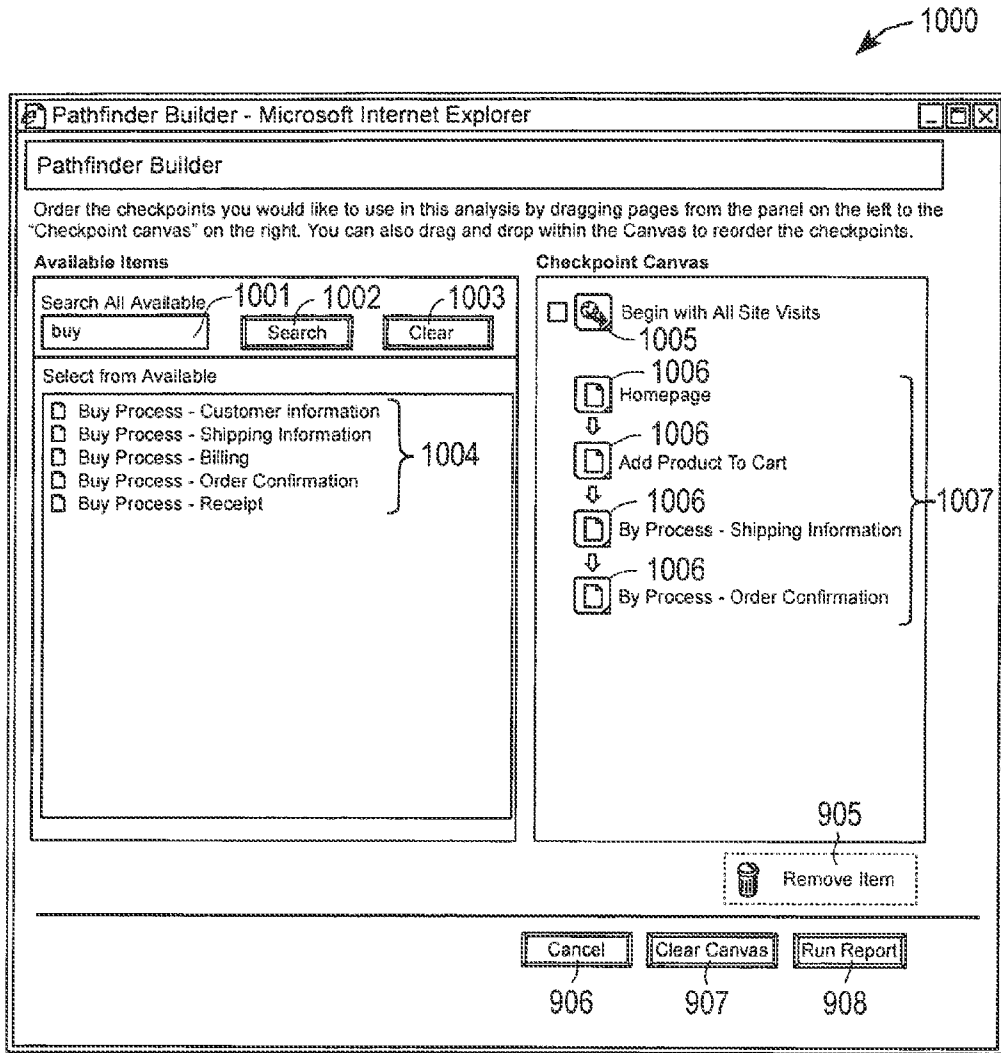 1000
Pathfinder Builder - Microsoft Internet Explorer
Pathfinder Builder
Order the checkpoints you would like to use in this analysis by dragging pages from the panel on the left to the
"Checkpoint canvas" on the right. You can also drag and drop within the Canvas to reorder the checkpoints.
Available Items
Search All Available
1001
1002
1003
buy
Search
Clear
Select from Available
Buy Process - Customer information
Buy Process - Shipping Information
Buy Process - Billing
Buy Process - Order Confirmation
Buy Process - Receipt
1004
Checkpoint Canvas
Begin with All Site Visits
1005
1006
Homepage
1006
Add Product To Cart
1006
By Process - Shipping Information
1006
By Process - Order Confirmation
1007
905
Remove Item
Cancel
Clear Canvas
Run Report
906
907
908